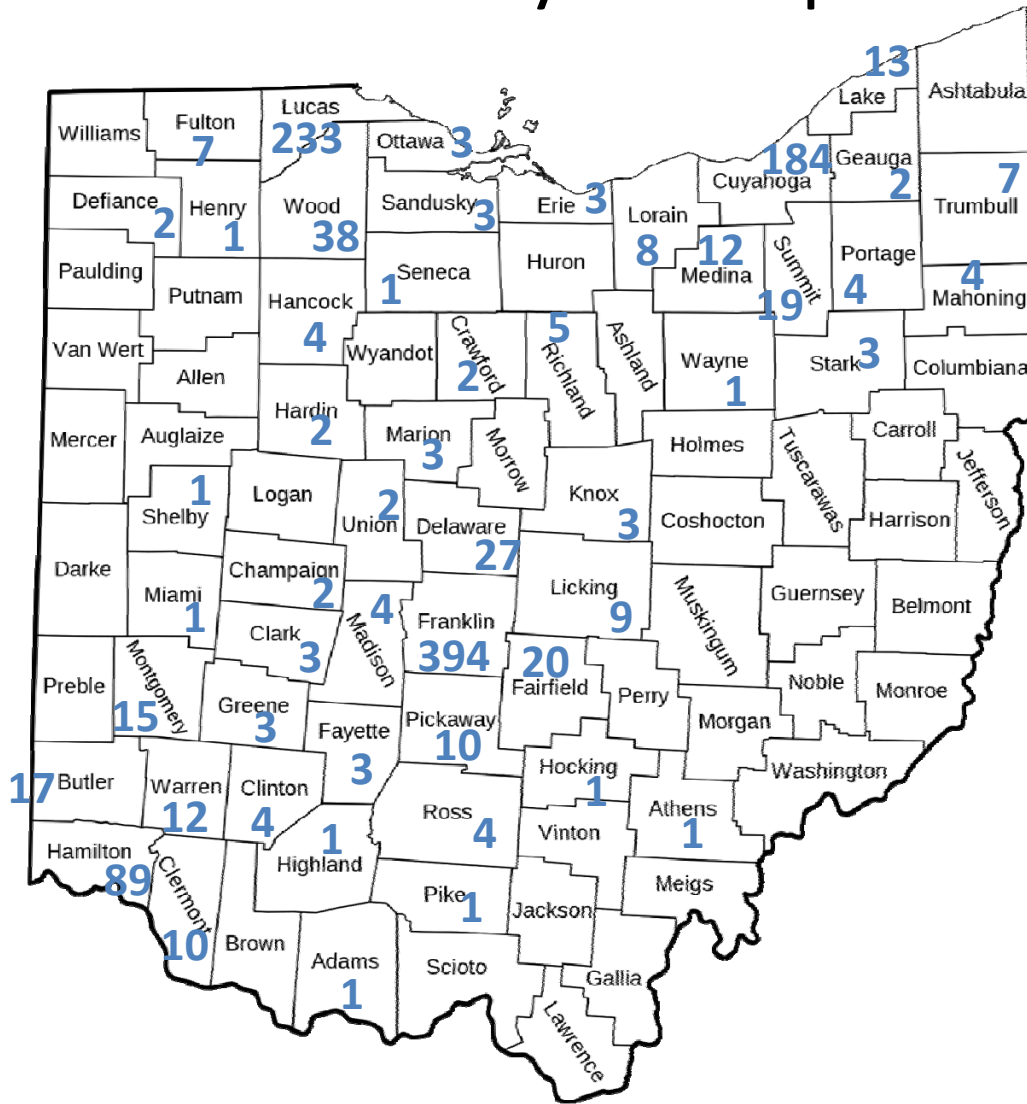 13
Lake
Ashtabula
Williams
Fulton
7
Lucas
233
Ottawa 3
184
Cuyahoga
Geauga
2
7
Trumbull
Defiance
2
Henry
1
Wood
38
Sandusky
3
Erie 3
Lorain
8
12
Medina
Summit
19
Portage
4
4
Mahoning
Paulding
Putnam
Hancock
4
Seneca
1
Huron
Van Wert
Allen
Wyandot
Crawford
2
5
Richland
Ashland
Wayne
1
Stark 3
Columbiana
Mercer
Auglaize
Hardin
2
Marion
3
Morrow
Holmes
Tuscarawas
Carroll
Jefferson
1
Shelby
Logan
2
Union
Delaware
27
Knox
3
Coshocton
Harrison
Darke
Miami
1
Champaign
2
Clark
3
4
Madison
Franklin
394
Licking
9
Muskingum
Guernsey
Belmont
Preble
Montgomery
15
Greene
3
Fayette
3
Pickaway
10
20
Fairfield
Perry
Morgan
Noble
Monroe
17 Butler
Warren
12
Clinton
4
Ross
4
Hocking
1
Athens
1
Washington
Hamilton
89
Clermont
10
1
Highland
Vinton
Meigs
Brown
Adams
1
Pike 1
Scioto
Jackson
Gallia
Lawrence